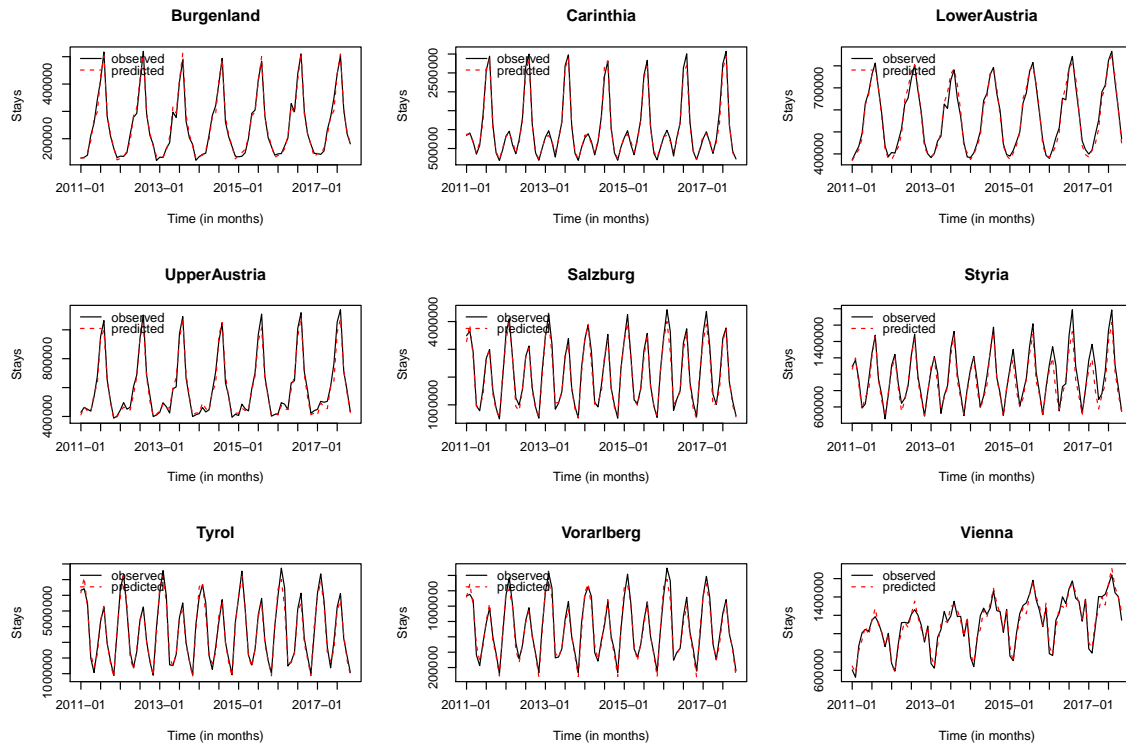 Burgenland
observed
predicted
Stays
400000
200000
2011−01 2013−01 2015−01 2017−01
Time (in months)
Carinthia
observed
predicted
Stays
2500000
500000
2011−01 2013−01 2015−01 2017−01
Time (in months)
LowerAustria
observed
predicted
Stays
700000
400000
2011−01 2013−01 2015−01 2017−01
Time (in months)
UpperAustria
observed
predicted
Stays
800000
400000
2011−01 2013−01 2015−01 2017−01
Time (in months)
Salzburg
observed
predicted
Stays
4000000
1000000
2011−01 2013−01 2015−01 2017−01
Time (in months)
Styria
observed
predicted
Stays
1400000
600000
2011−01 2013−01 2015−01 2017−01
Time (in months)
Tyrol
observed
predicted
Stays
5000000
1000000
2011−01 2013−01 2015−01 2017−01
Time (in months)
Vorarlberg
observed
predicted
Stays
1000000
200000
2011−01 2013−01 2015−01 2017−01
Time (in months)
Vienna
observed
predicted
Stays
1400000
600000
2011−01 2013−01 2015−01 2017−01
Time (in months)